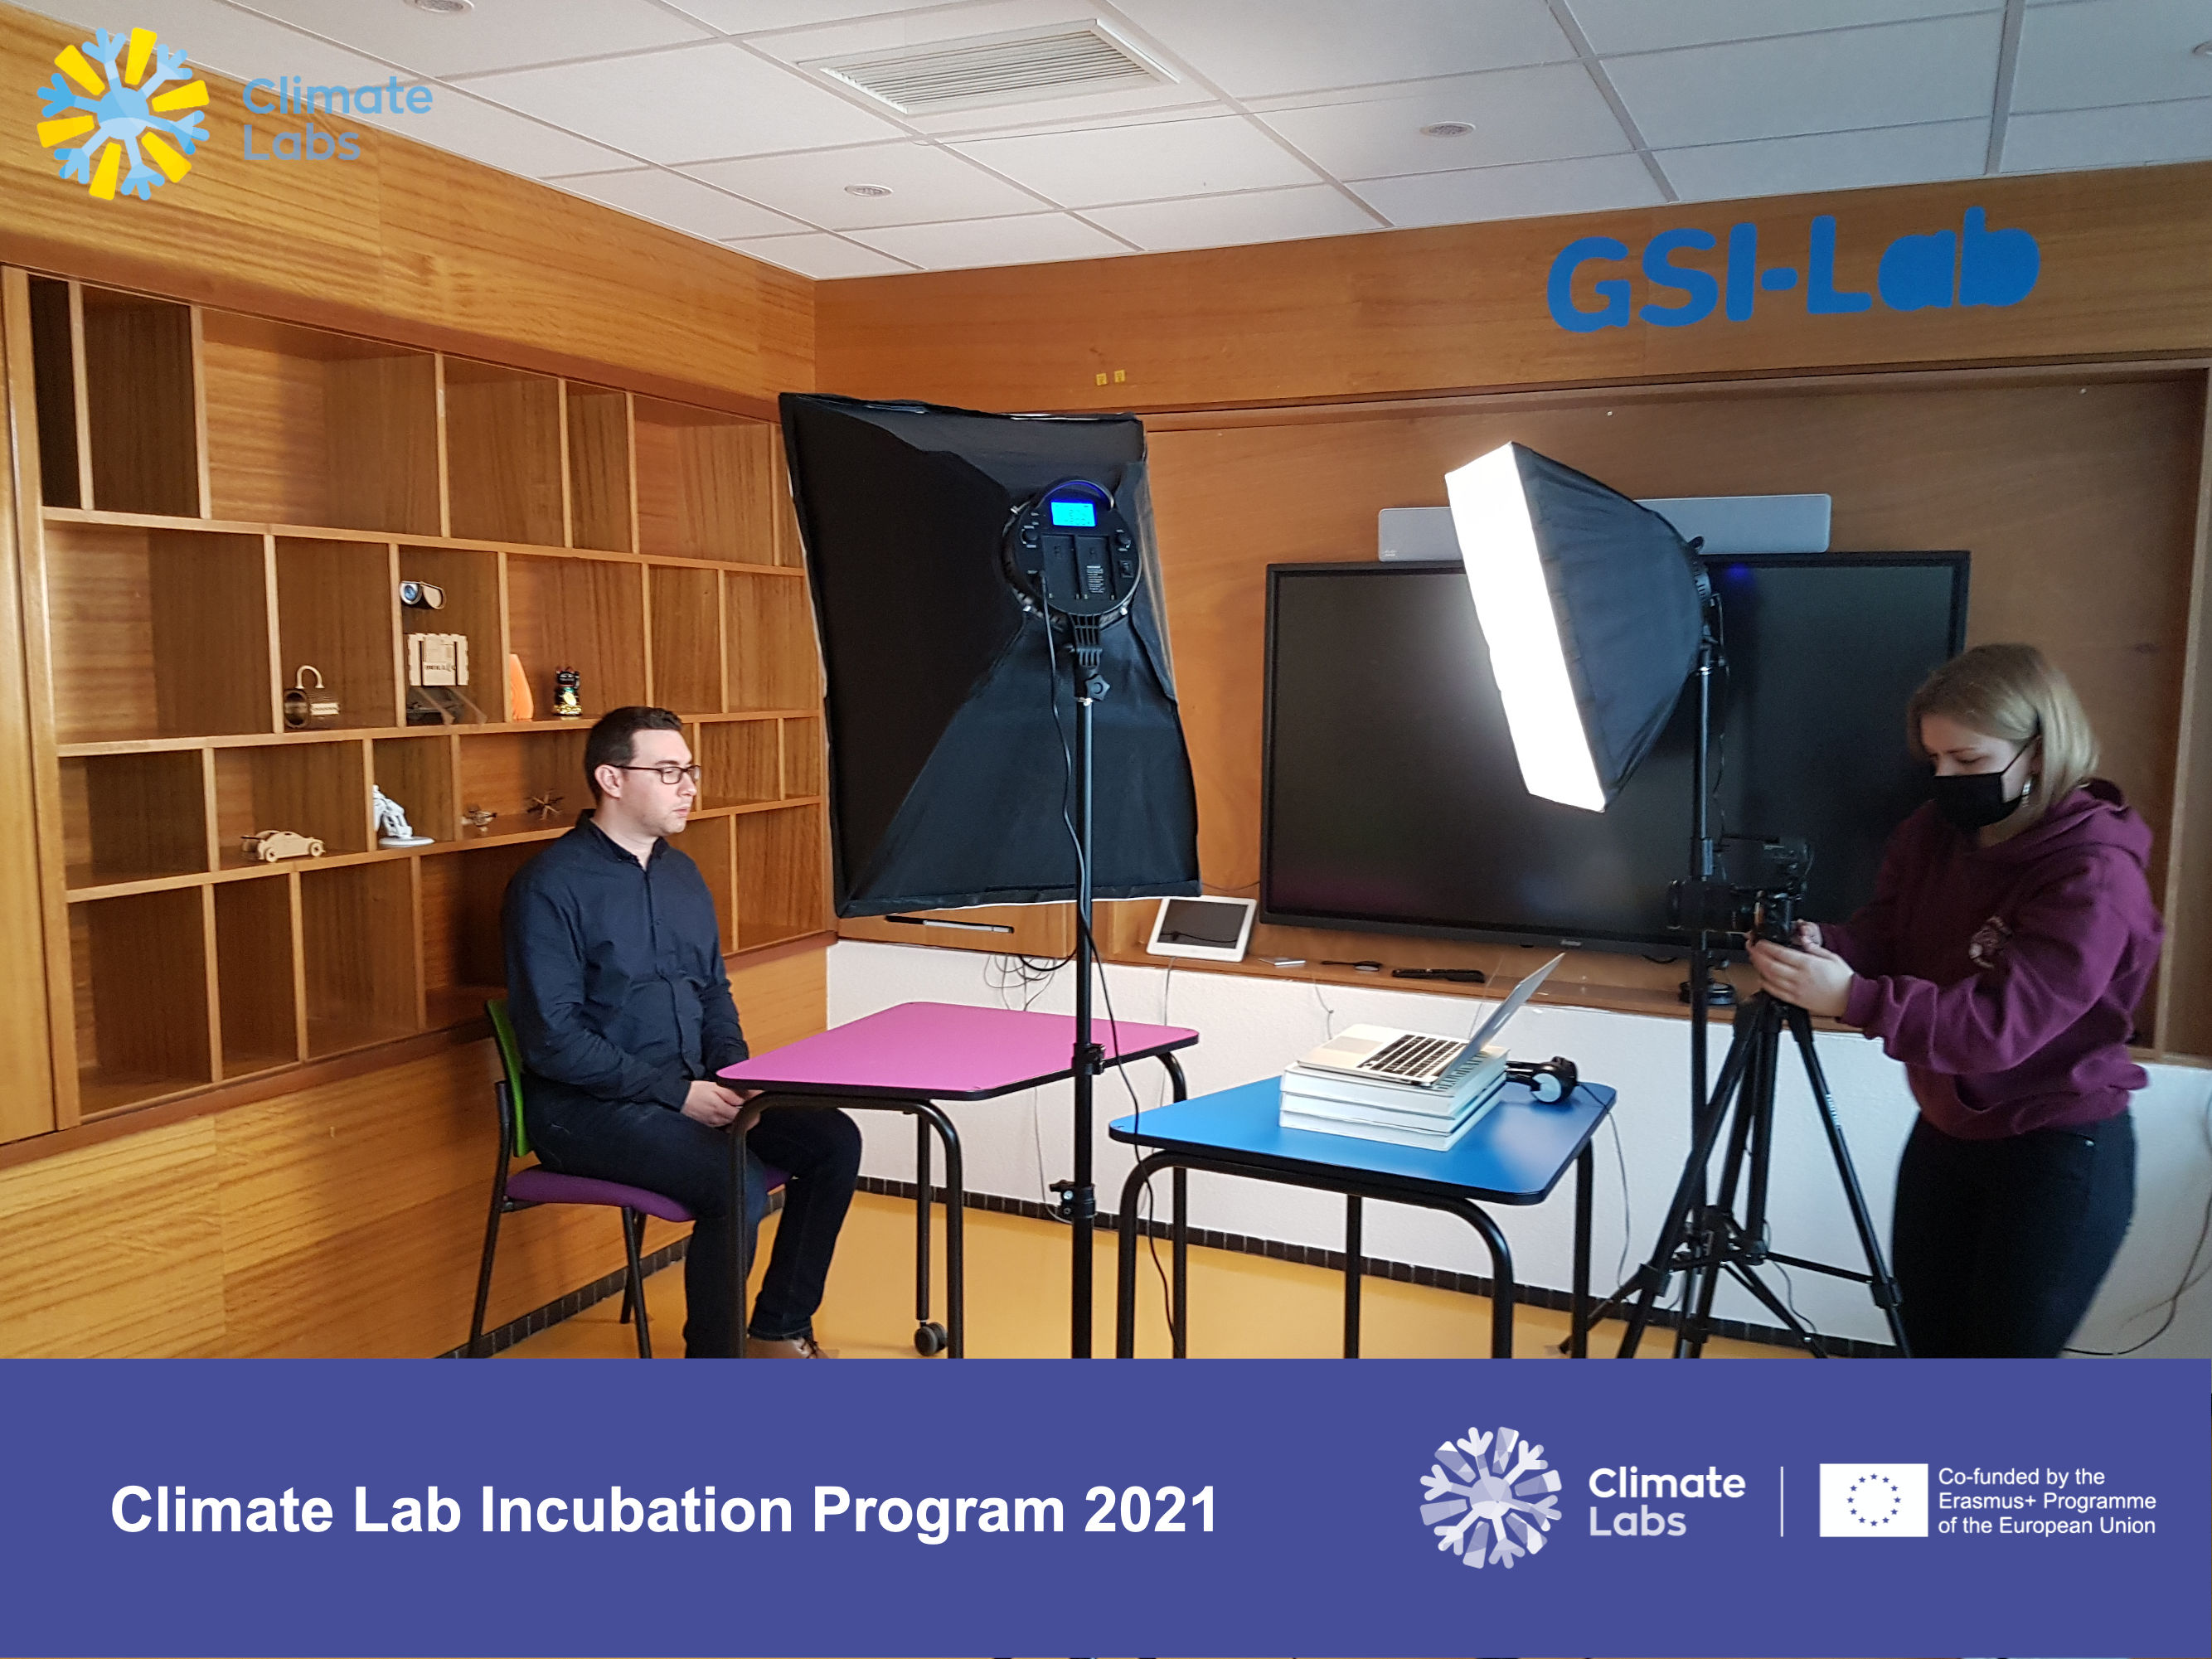 Climate
Labs
GSI-Lab
Climate Lab Incubation Program 2021
Climate
Labs
Co-funded by the
Erasmus+ Programme
of the European Union